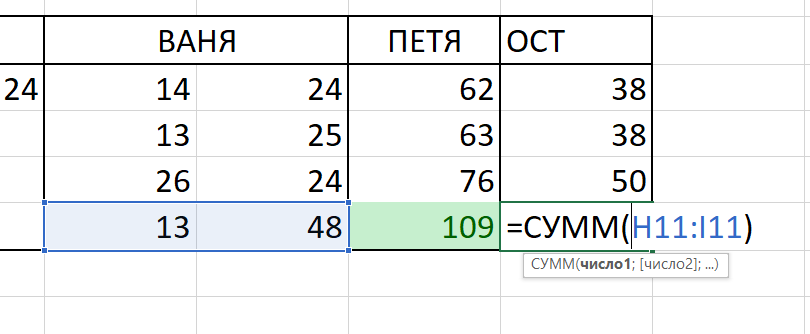 ВАНЯ ПЕТЯ ОСТ
24 14 24 62 38
13 25 63 38
26 24 76 50
13 48 109 =СУММ(H11:I11)
СУММ(число1; [число2]; ...)